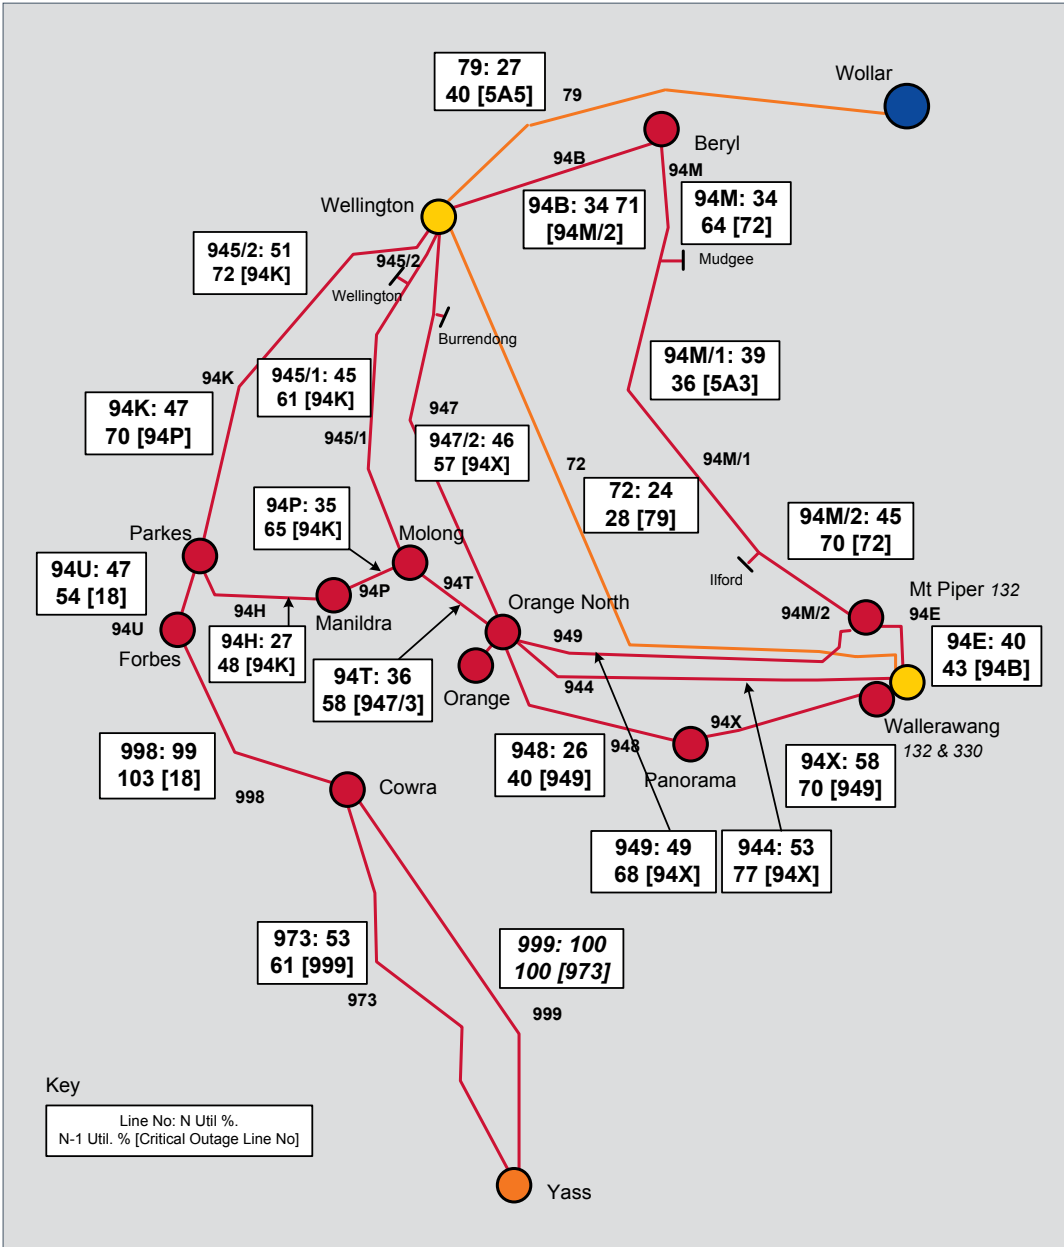 79: 27
40 [5A5]
79
Wollar
Beryl
94B
94M
Wellington
94B: 34 71
[94M/2]
94M: 34
64 [72]
Mudgee
945/2: 51
72 [94K]
945/2
Wellington
Burrendong
94M/1: 39
36 [5A3]
945/1: 45
61 [94K]
94K
94K: 47
70 [94P]
947
945/1
947/2: 46
57 [94X]
72
94M/1
72: 24
28 [79]
94P: 35
65 [94K]
94M/2: 45
70 [72]
Parkes
Molong
94U: 47
54 [18]
Ilford
94T
94P
Mt Piper 132
94E
Orange North
94H
Manildra
94M/2
94U
Forbes
94H: 27
48 [94K]
949
94E: 40
43 [94B]
94T: 36
58 [947/3]
Orange
944
Wallerawang
132 & 330
94X
998: 99
103 [18]
948: 26
40 [949]
948
Panorama
94X: 58
70 [949]
998
Cowra
949: 49
68 [94X]
944: 53
77 [94X]
973: 53
61 [999]
999: 100
100 [973]
973
999
Key
Line No: N Util %.
N-1 Util. % [Critical Outage Line No]
Yass